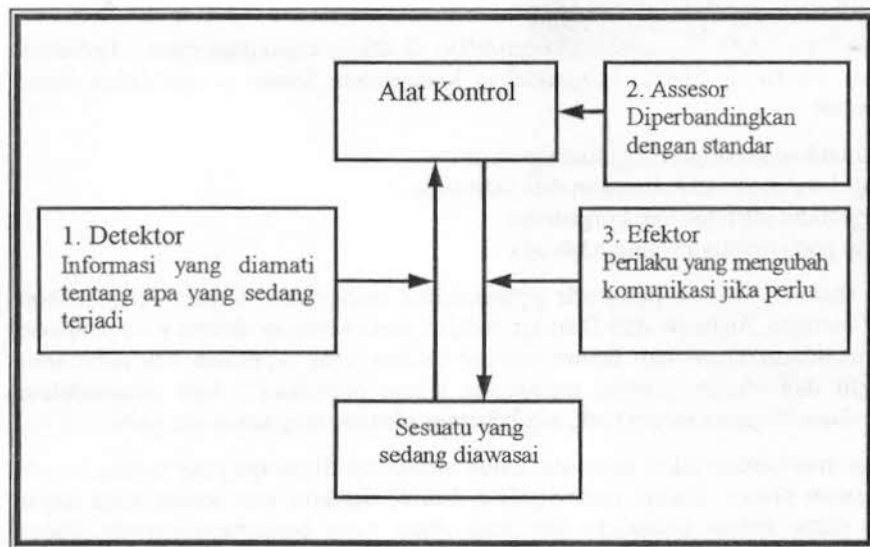 Alat Kontrol
2. Assesor
Diperbandingkan
dengan standar
1. Detektor
Informasi yang diamati
tentang apa yang sedang
terjadi
3. Efektor
Perilaku yang mengubah
komunikasi jika perlu
Sesuatu yang
sedang diawasai